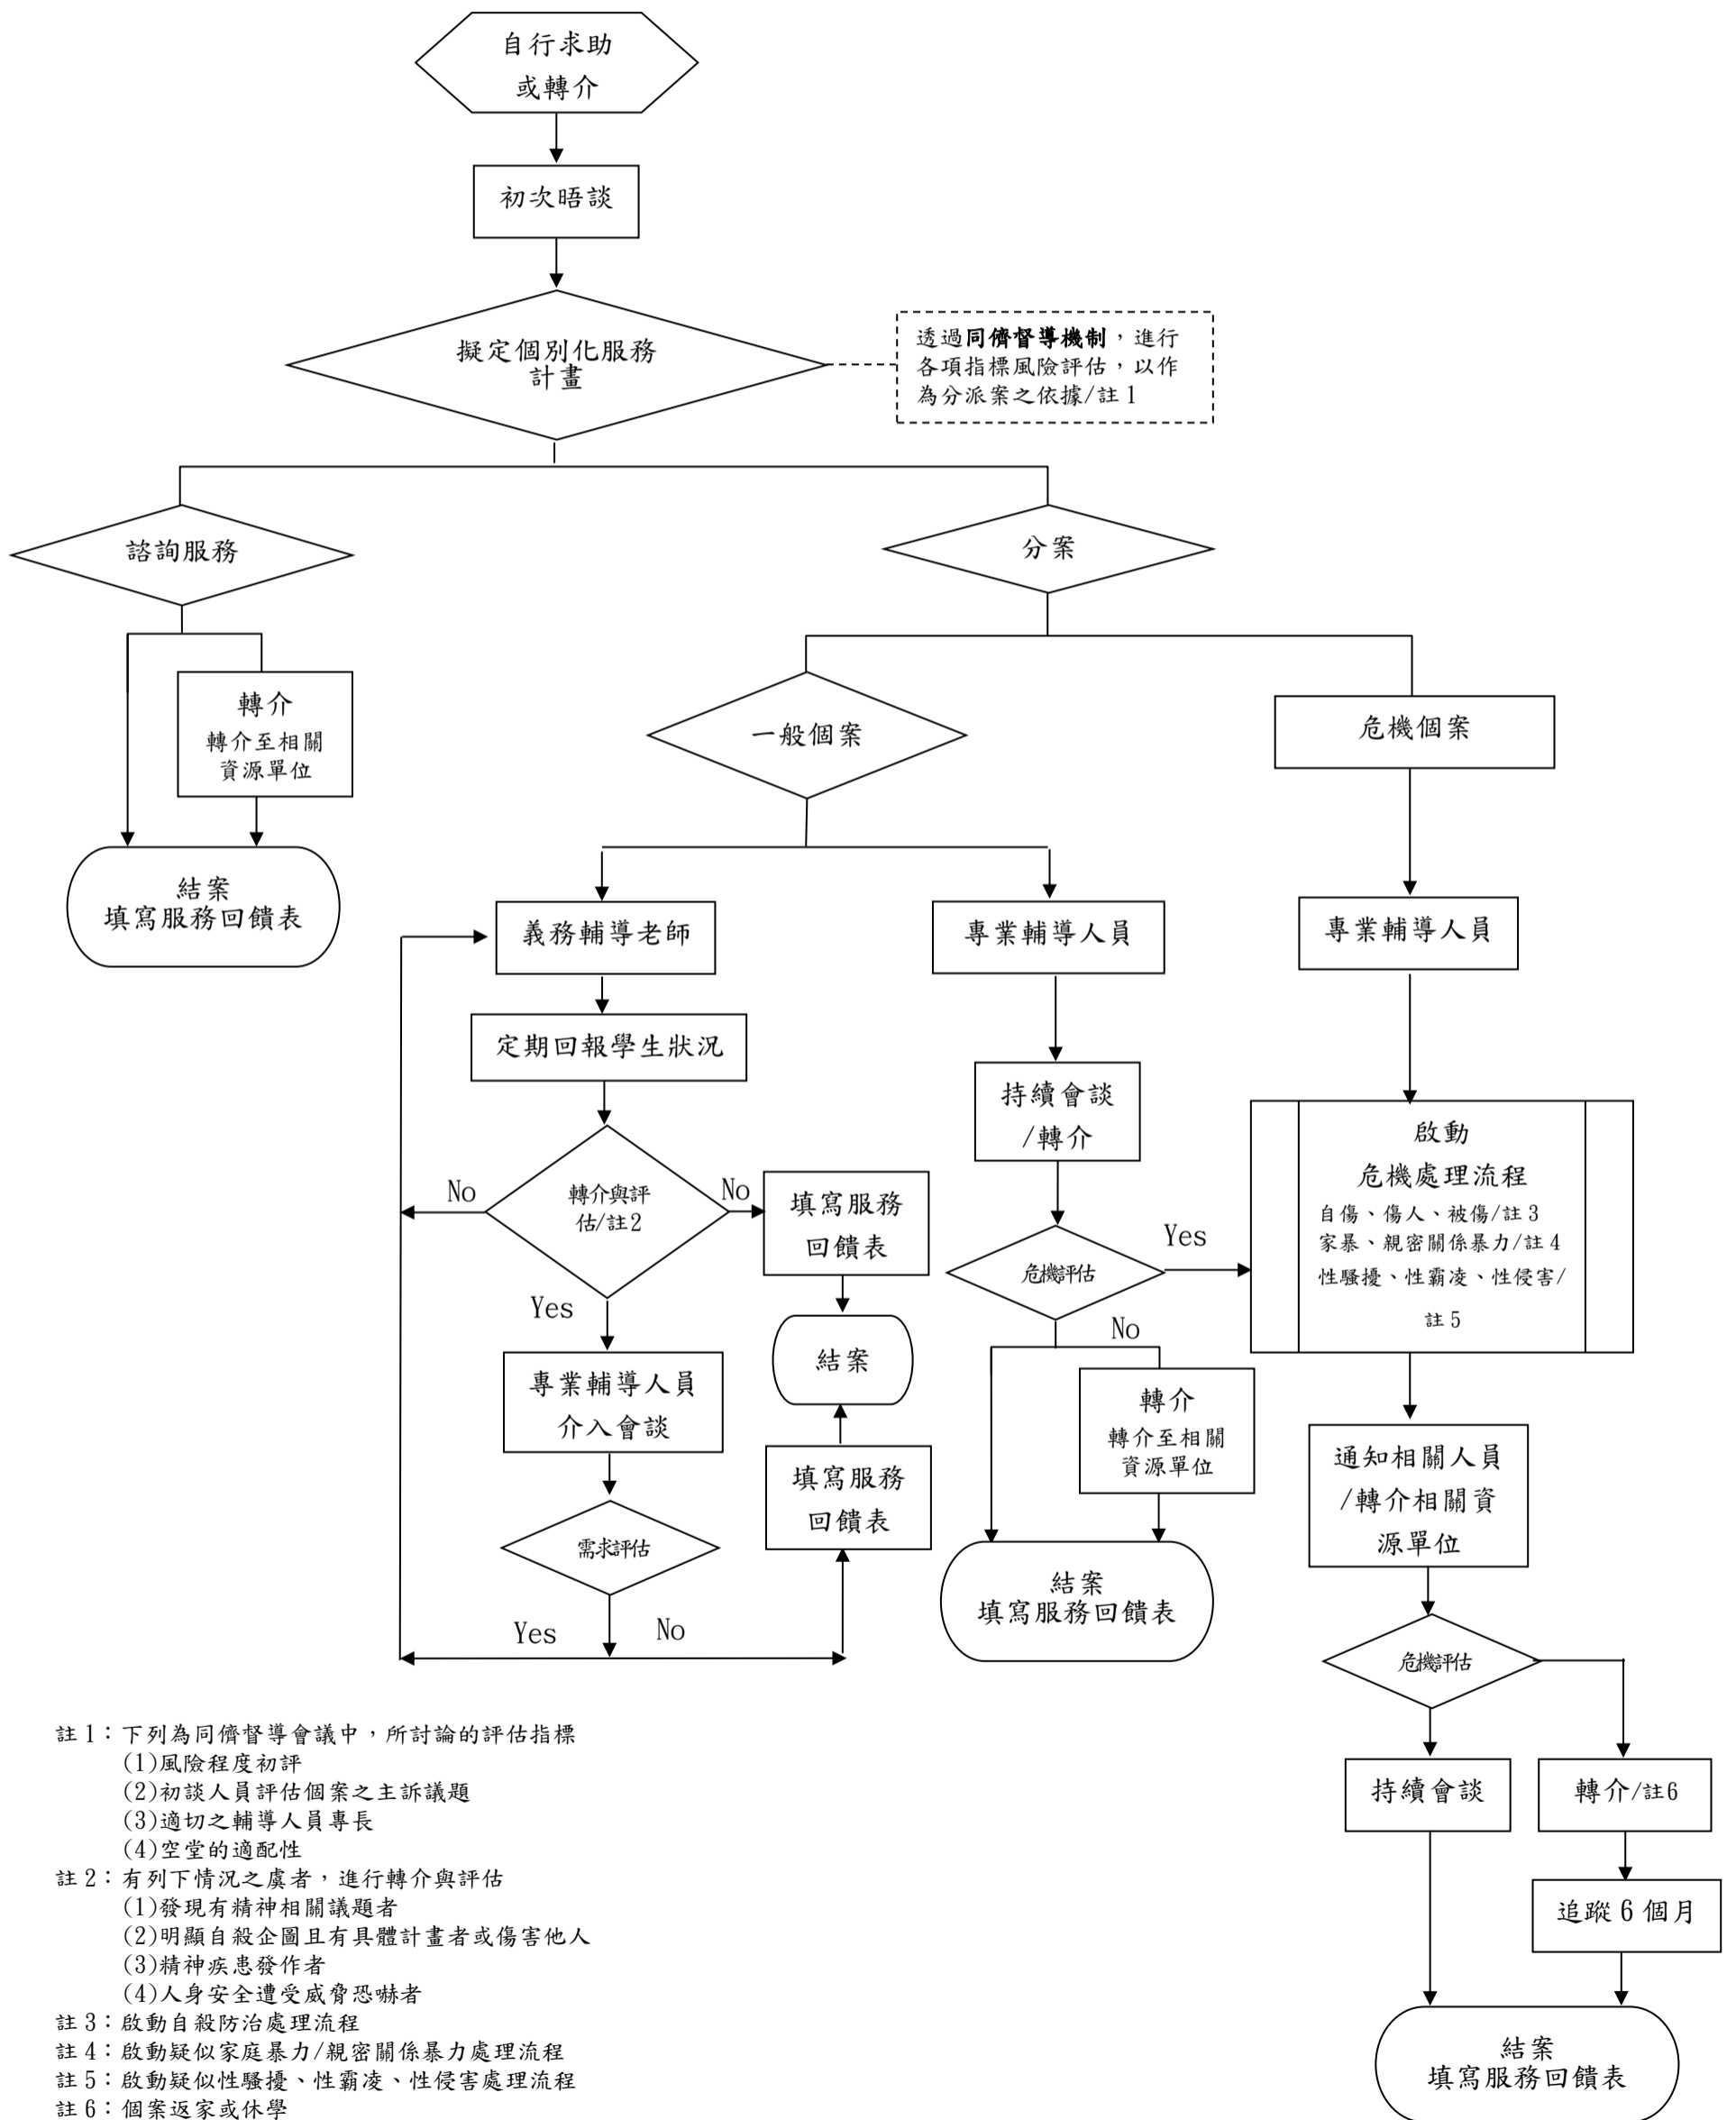 自行求助
或轉介
初次晤談
擬定個別化服務
計畫
透過同儕督導機制，進行
各項指標風險評估，以作
為分派案之依據/註1
諮詢服務
分案
轉介
轉介至相關
資源單位
一般個案
危機個案
結案
填寫服務回饋表
義務輔導老師
專業輔導人員
專業輔導人員
定期回報學生狀況
持續會談
/轉介
啟動
危機處理流程
自傷、傷人、被傷/註3
家暴、親密關係暴力/註4
性騷擾、性霸凌、性侵害/
註5
No
轉介與評
估/註2
No
填寫服務
回饋表
危機評估
Yes
Yes
No
結案
專業輔導人員
介入會談
轉介
轉介至相關
資源單位
通知相關人員
/轉介相關資
源單位
填寫服務
回饋表
需求評估
結案
填寫服務回饋表
Yes
No
危機評估
持續會談
轉介/註6
追蹤6個月
結案
填寫服務回饋表
註1：下列為同儕督導會議中，所討論的評估指標
(1)風險程度初評
(2)初談人員評估個案之主訴議題
(3)適切之輔導人員專長
(4)空堂的適配性
註2：有列下情況之虞者，進行轉介與評估
(1)發現有精神相關議題者
(2)明顯自殺企圖且有具體計畫者或傷害他人
(3)精神疾患發作者
(4)人身安全遭受威脅恐嚇者
註3：啟動自殺防治處理流程
註4：啟動疑似家庭暴力/親密關係暴力處理流程
註5：啟動疑似性騷擾、性霸凌、性侵害處理流程
註6：個案返家或休學